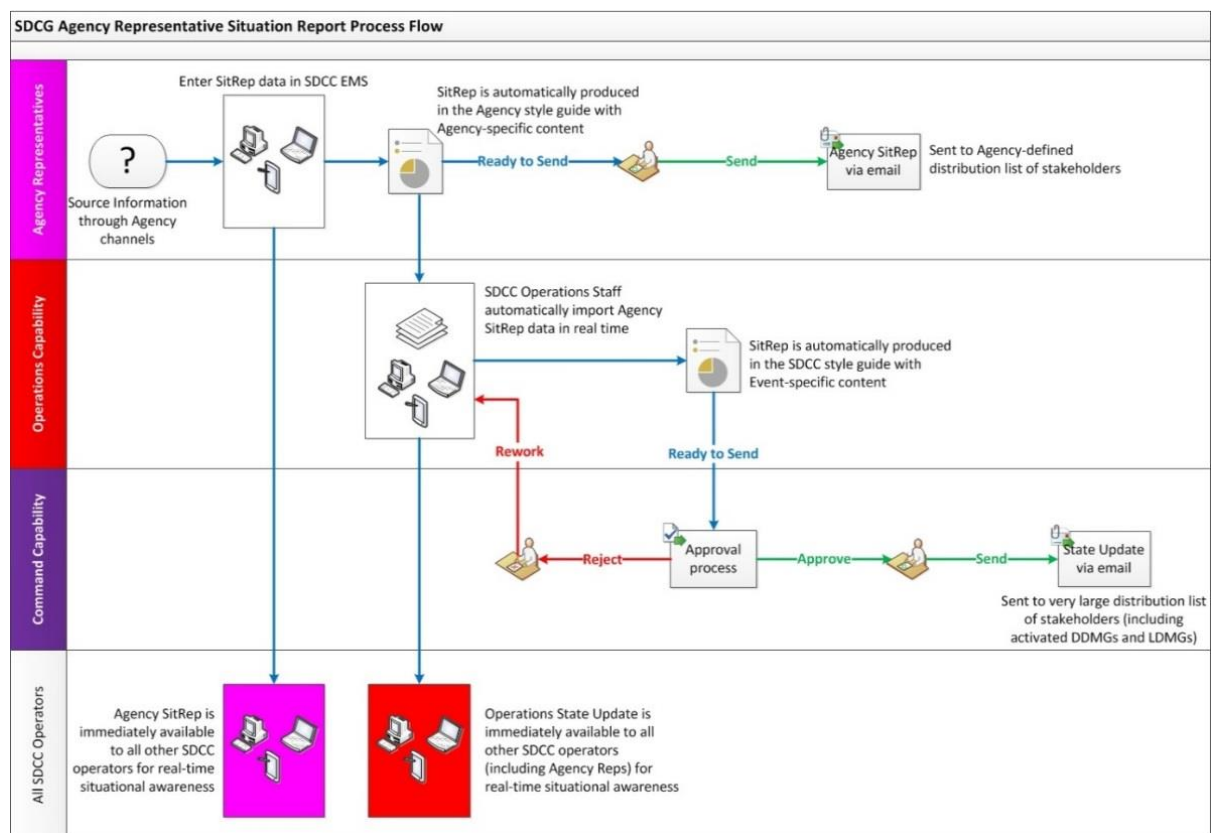 SDCG Agency Representative Situation Report Process Flow
Agency Representatives
Enter SitRep data in SDCC EMS
?
Source Information
through Agency
channels
SitRep is automatically produced
in the Agency style guide with
Agency-specific content
Ready to Send
Send
Agency SitRep
via email
Sent to Agency-defined
distribution list of stakeholders
Operations Capability
SDCC Operations Staff
automatically import Agency
SitRep data in real time
SitRep is automatically produced
in the SDCC style guide with
Event-specific content
Rework
Ready to Send
Command Capability
Reject
Approval
process
Approve
Send
State Update
via email
Sent to very large distribution list
of stakeholders (including
activated DDMGs and LDMGs)
All SDCC Operators
Agency SitRep is
immediately available
to all other SDCC
operators for real-time
situational awareness
Operations State Update is
immediately available to all
other SDCC operators
(including Agency Reps) for
real-time situational awareness